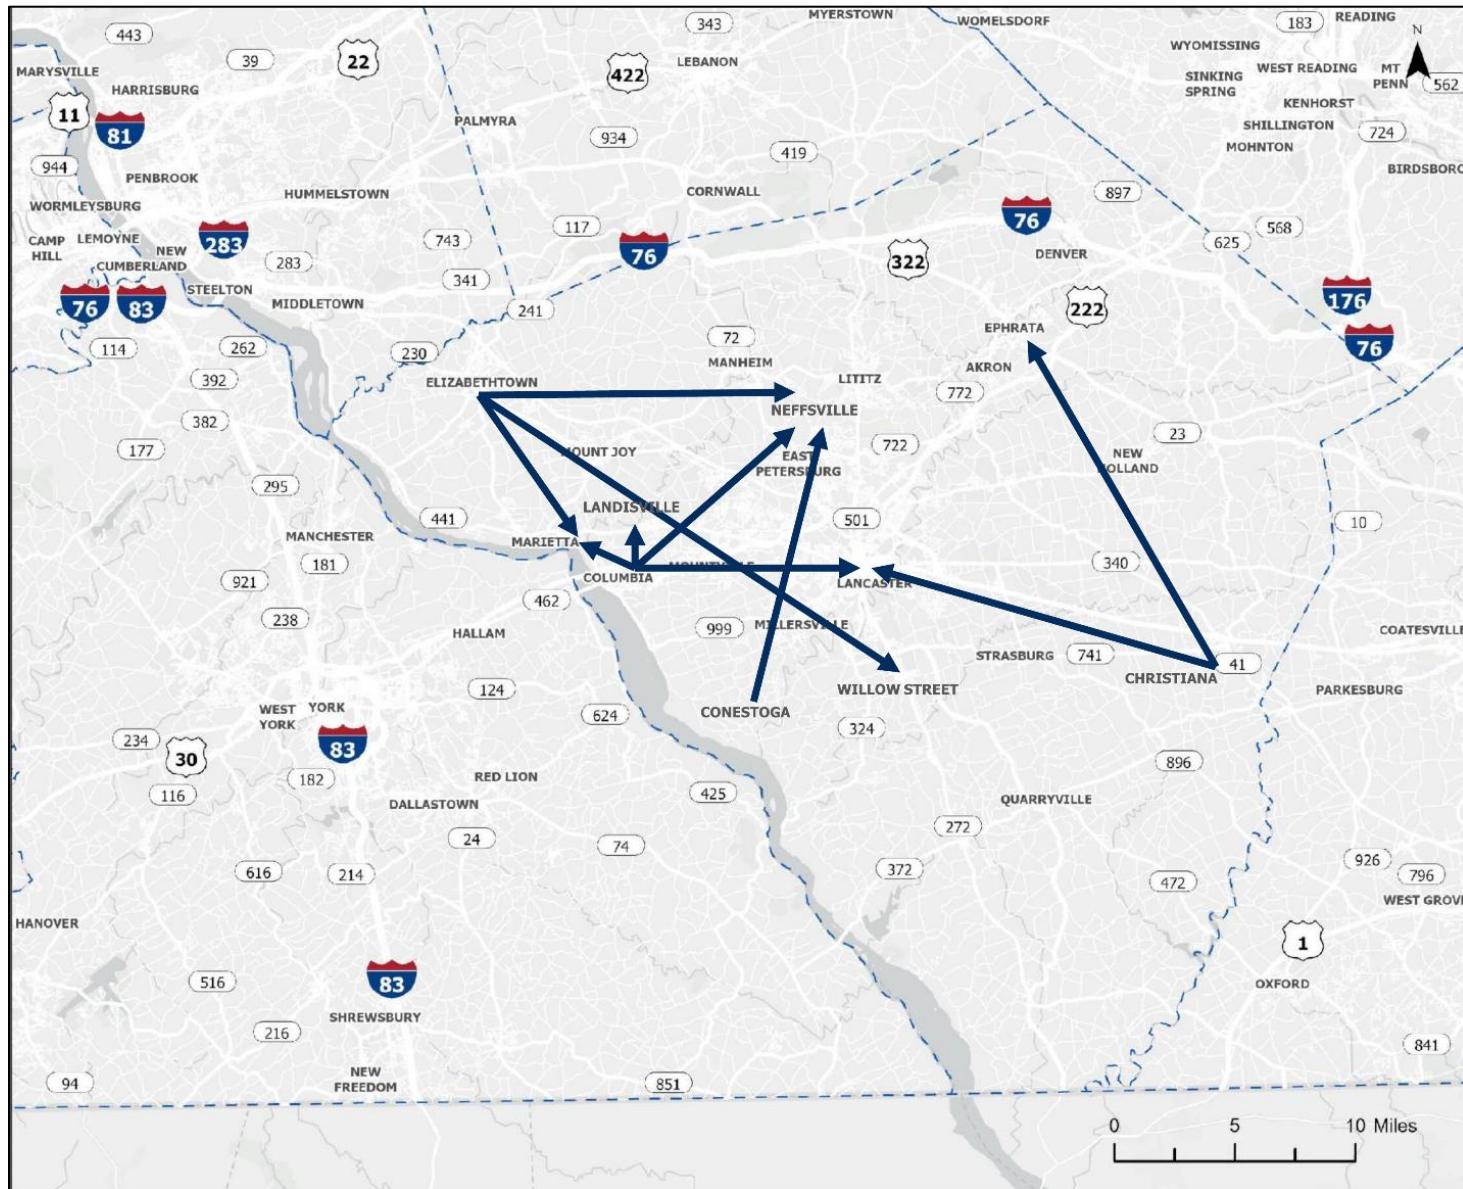 443
343
MYERSTOWN
WOMELSDORF
183
READING
39
22
422
LEBANON
WYOMISSING
WEST READING
N
MARYSVILLE
HARRISBURG
SINKING
SPRING
MT
PENN
562
11
81
PALMYRA
934
KENHORST
SHILLINGTON
724
944
419
MOHNTON
PENBROOK
HUMMELSTOWN
CORNWALL
897
BIRDSBORO
WORMLEYSBURG
CAMP
HILL
LEMOYNE
283
743
117
76
322
76
DENVER
625
568
NEW
CUMBERLAND
283
341
STEELTON
MIDDLETOWN
241
76
83
222
176
EPHRATA
76
114
262
230
72
MANHEIM
LITITZ
AKRON
392
ELIZABETHTOWN
772
382
NEFFSVILLE
177
MOUNT JOY
EAST
PETERSBURG
722
23
NEW
HOLLAND
295
LANDISVILLE
441
501
10
MANCHESTER
MARIETTA
181
MOUNTVILLE
340
921
COLUMBIA
LANCASTER
462
238
HALLAM
999
MILLERSVILLE
COATESVILLE
STRASBURG
741
41
CHRISTIANA
124
WILLOW STREET
PARKESBURG
WEST
YORK
YORK
624
CONESTOGA
324
234
30
83
182
RED LION
896
116
DALLASTOWN
425
QUARRYVILLE
24
74
272
616
214
372
472
926
796
HANOVER
WEST GROVE
1
516
83
OXFORD
SHREWSBURY
216
841
NEW
FREEDOM
94
851
0 5 10 Miles